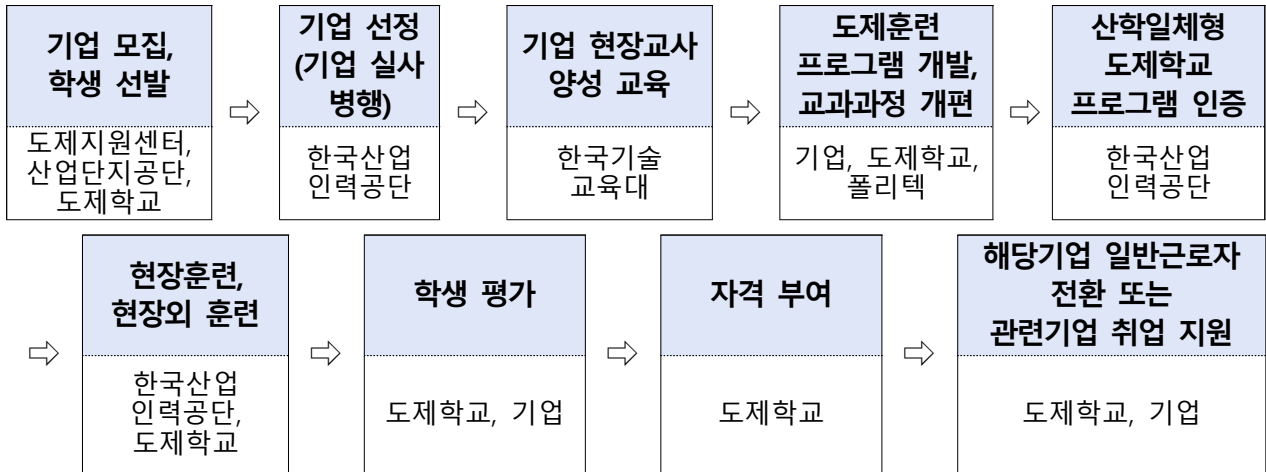 기업 모집,
학생 선발
도제지원센터,
산업단지공단,
도제학교
⇨
기업 선정
(기업 실사
병행)
한국산업
인력공단
⇨
기업 현장교사
양성 교육
한국기술
교육대
⇨
도제훈련
프로그램 개발,
교과과정 개편
기업, 도제학교,
폴리텍
⇨
산학일체형
도제학교
프로그램 인증
한국산업
인력공단
⇨
현장훈련,
현장외 훈련
한국산업
인력공단,
도제학교
⇨
학생 평가
도제학교, 기업
⇨
자격 부여
도제학교
⇨
해당기업 일반근로자
전환 또는
관련기업 취업 지원
도제학교, 기업